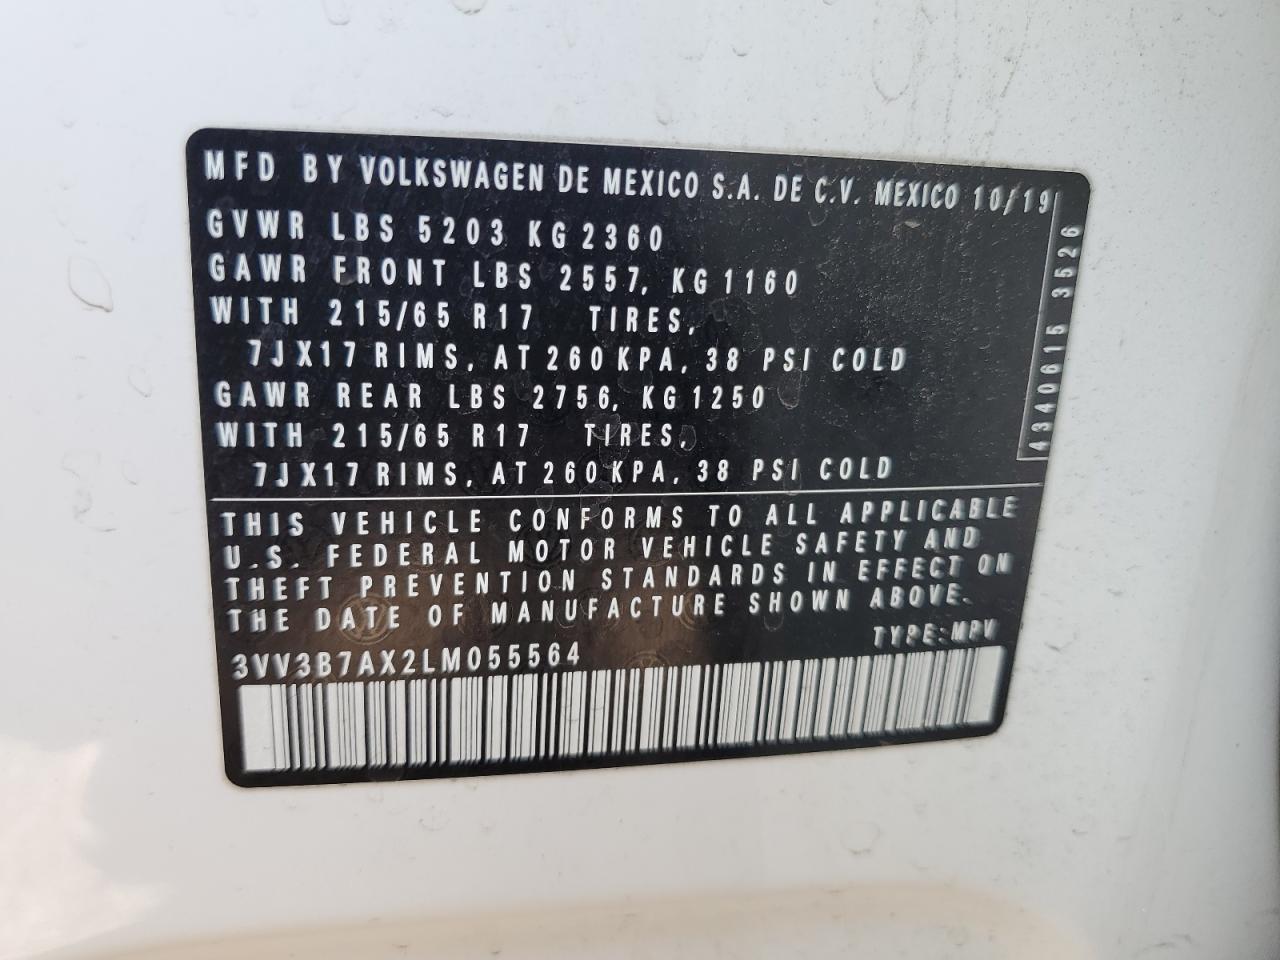 MFD BY VOLKSWAGEN DE MEXICO S.A. DE C.V. MEXICO 10/19
GVWR LBS 5203 KG 2360
GAWR FRONT LBS 2557, KG 1160
WITH 215/65 R17 TIRES,
7JX17 RIMS, AT 260 KPA, 38 PSI COLD
GAWR REAR LBS 2756, KG 1250
WITH 215/65 R17 TIRES,
7JX17 RIMS, AT 260 KPA, 38 PSI COLD
4340615 3526
THIS VEHICLE CONFORMS TO ALL APPLICABLE
U.S. FEDERAL MOTOR VEHICLE SAFETY AND
THEFT PREVENTION STANDARDS IN EFFECT ON
THE DATE OF MANUFACTURE SHOWN ABOVE.
3VV3B7AX2LM055564 TYPE: MPV